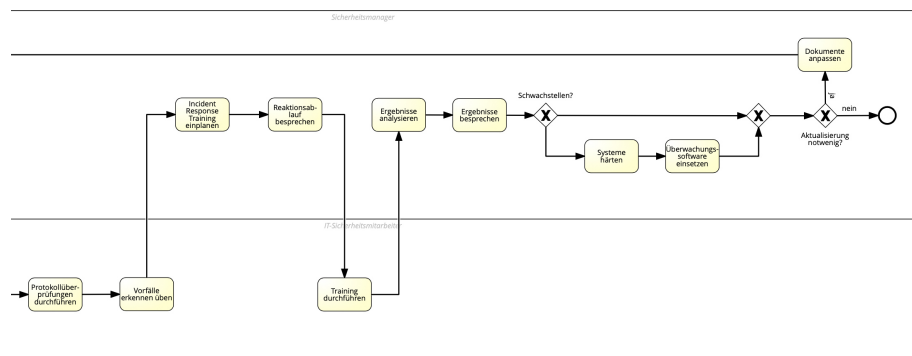 Sicherheitsmanager
Dokumente
anpassen
Incident
Response
Training
einplanen
Reaktionsab-
lauf
besprechen
Ergebnisse
analysieren
Ergebnisse
besprechen
Schwachstellen?
Systeme
härten
Überwachungs-
software
einsetzen
nein
Aktualisierung
notwenig?
IT-Sicherheitsmitarbeiter
Protokollüber-
prüfungen
durchführen
Vorfälle
erkennen üben
Training
durchführen